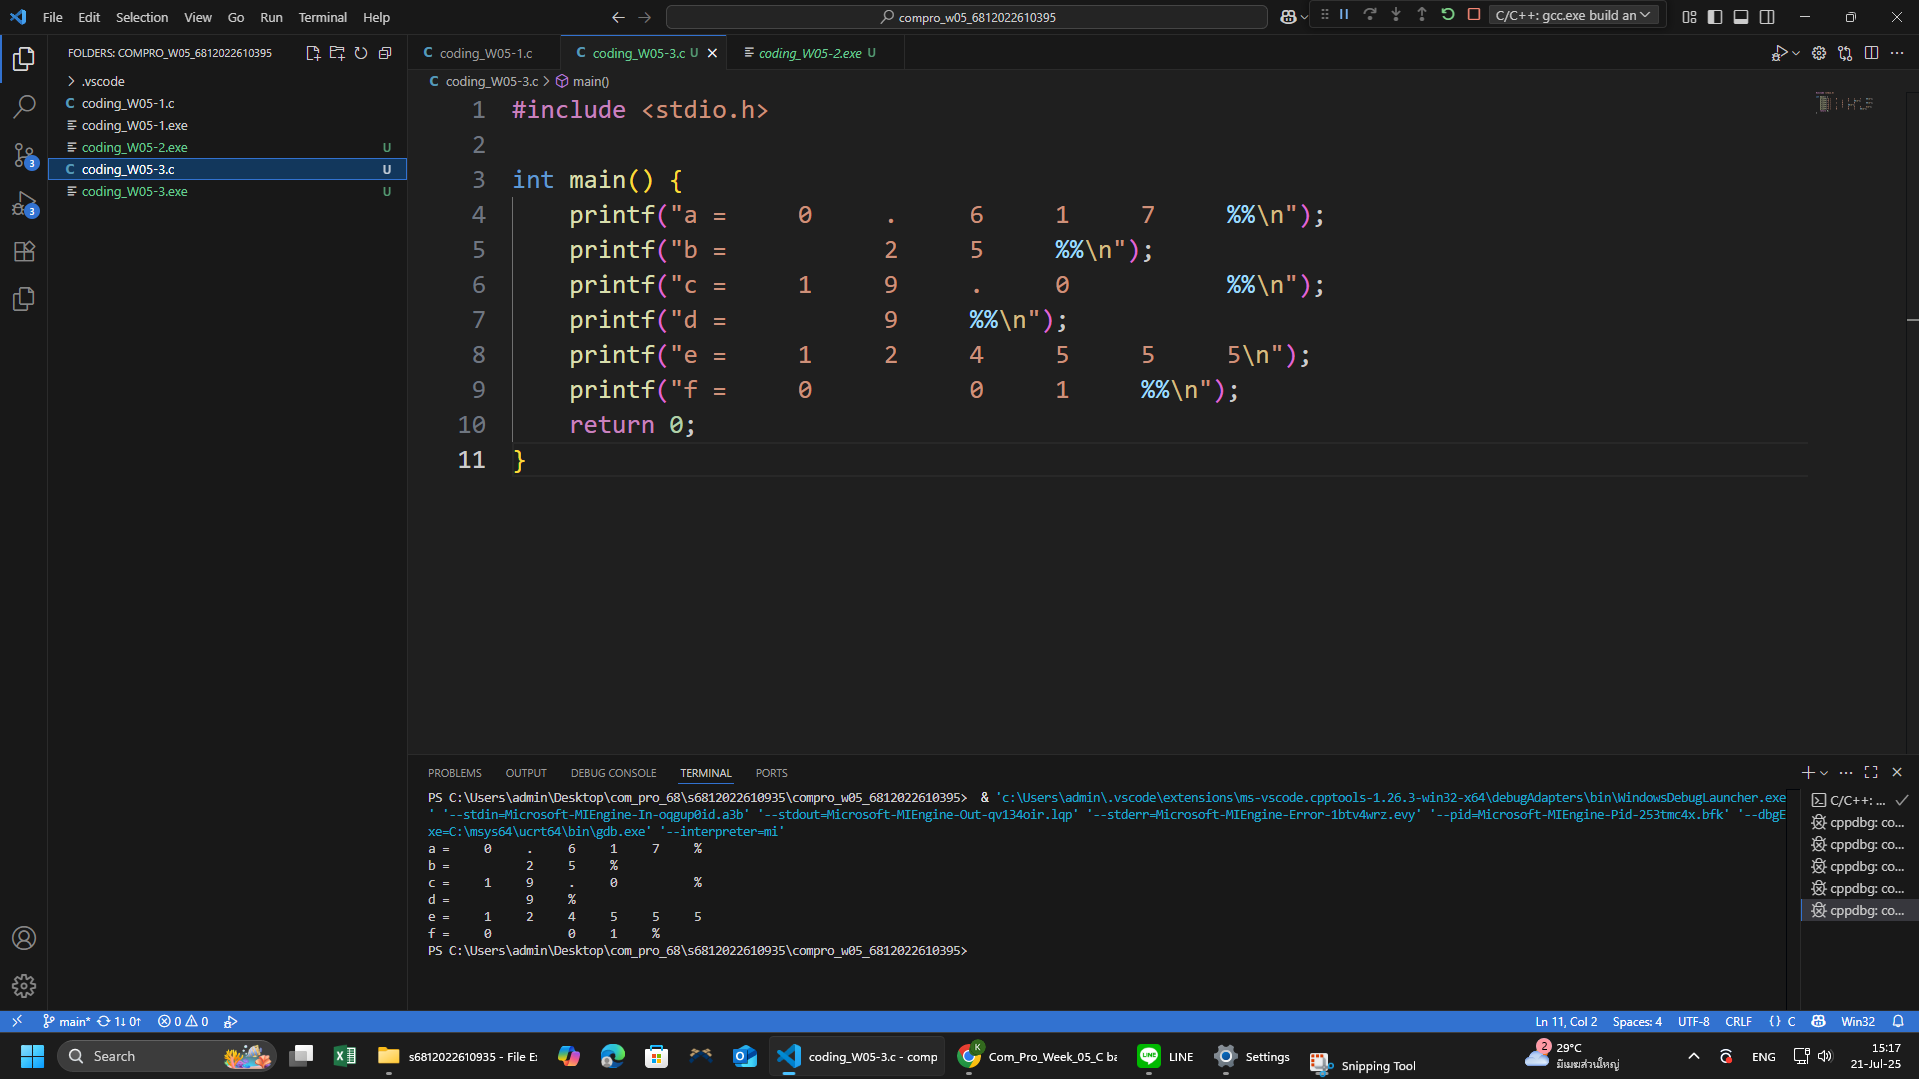 File Edit Selection View Go Run Terminal Help
compro_w05_6812022610395
C/C++: gcc.exe build an
FOLDERS: COMPRO_W05_6812022610395
.vscode
C coding_W05-1.c
coding_W05-1.exe
coding_W05-2.exe U
C coding_W05-3.c U
coding_W05-3.exe U
3
3
C coding_W05-1.c
C coding_W05-3.c U
coding_W05-2.exe U
C coding_W05-3.c > main()
1 #include <stdio.h>
2
3 int main() {
4 printf("a =     0     .     6     1     7     %%\n");
5 printf("b =           2     5     %%\n");
6 printf("c =     1     9     .     0           %%\n");
7 printf("d =           9     %%\n");
8 printf("e =     1     2     4     5     5     5\n");
9 printf("f =     0           0     1     %%\n");
10 return 0;
11 }
PROBLEMS OUTPUT DEBUG CONSOLE TERMINAL PORTS
PS C:\Users\admin\Desktop\com_pro_68\s6812022610935\compro_w05_6812022610395>  & 'c:\Users\admin\.vscode\extensions\ms-vscode.cpptools-1.26.3-win32-x64\debugAdapters\bin\WindowsDebugLauncher.exe
' '--stdin=Microsoft-MIEngine-In-oqgup0id.a3b' '--stdout=Microsoft-MIEngine-Out-qv134oir.lqp' '--stderr=Microsoft-MIEngine-Error-1btv4wrz.evy' '--pid=Microsoft-MIEngine-Pid-253tmc4x.bfk' '--dbgE
xe=C:\msys64\ucrt64\bin\gdb.exe' '--interpreter=mi'
a =     0     .     6     1     7     %
b =           2     5     %
c =     1     9     .     0           %
d =           9     %
e =     1     2     4     5     5     5
f =     0           0     1     %
PS C:\Users\admin\Desktop\com_pro_68\s6812022610935\compro_w05_6812022610395>
C/C++: ...
cppdbg: co...
cppdbg: co...
cppdbg: co...
cppdbg: co...
cppdbg: co...
main* 1↓ 0↑ 0 0
Ln 11, Col 2 Spaces: 4 UTF-8 CRLF {} C Win32
Search
s6812022610935 - File E:
coding_W05-3.c - comp
K
Com_Pro_Week_05_C ba
LINE
Settings
Snipping Tool
2
29°C
มีเมฆส่วนใหญ่
ENG
15:17
21-Jul-25